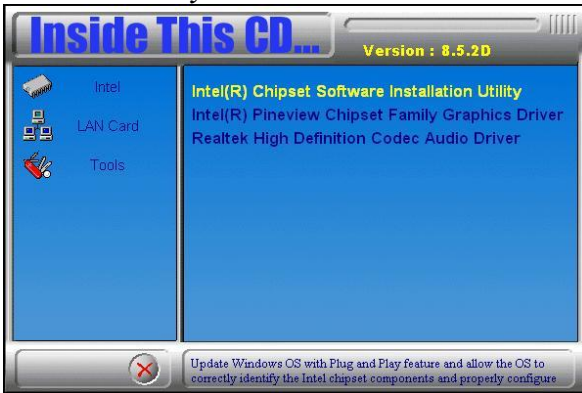 Inside This CD...
Version : 8.5.2D
Intel
LAN Card
Tools
Intel(R) Chipset Software Installation Utility
Intel(R) Pineview Chipset Family Graphics Driver
Realtek High Definition Codec Audio Driver
Update Windows OS with Plug and Play feature and allow the OS to
correctly identify the Intel chipset components and properly configure